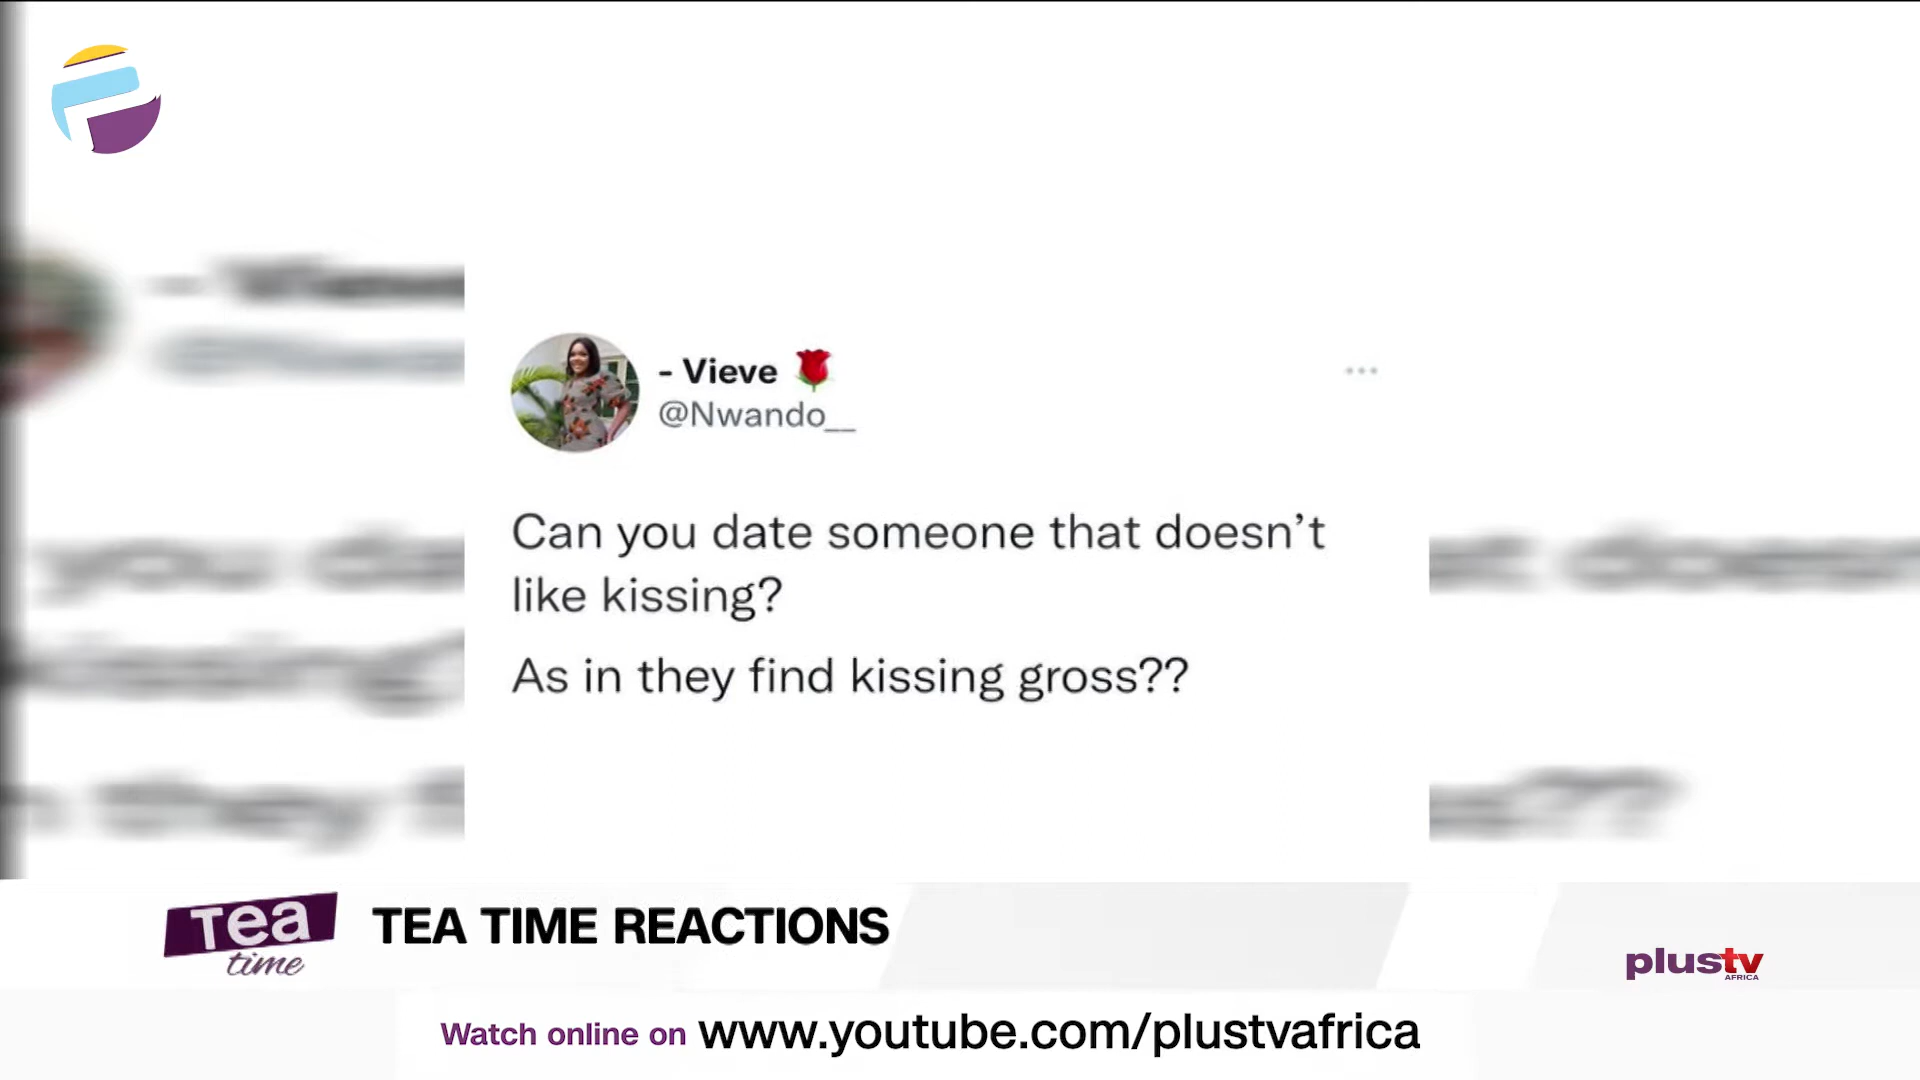 - Vieve 🌹
@Nwando__
Can you date someone that doesn’t
like kissing?
As in they find kissing gross??
Tea
time
TEA TIME REACTIONS
plustv
AFRICA
Watch online on www.youtube.com/plustvafrica